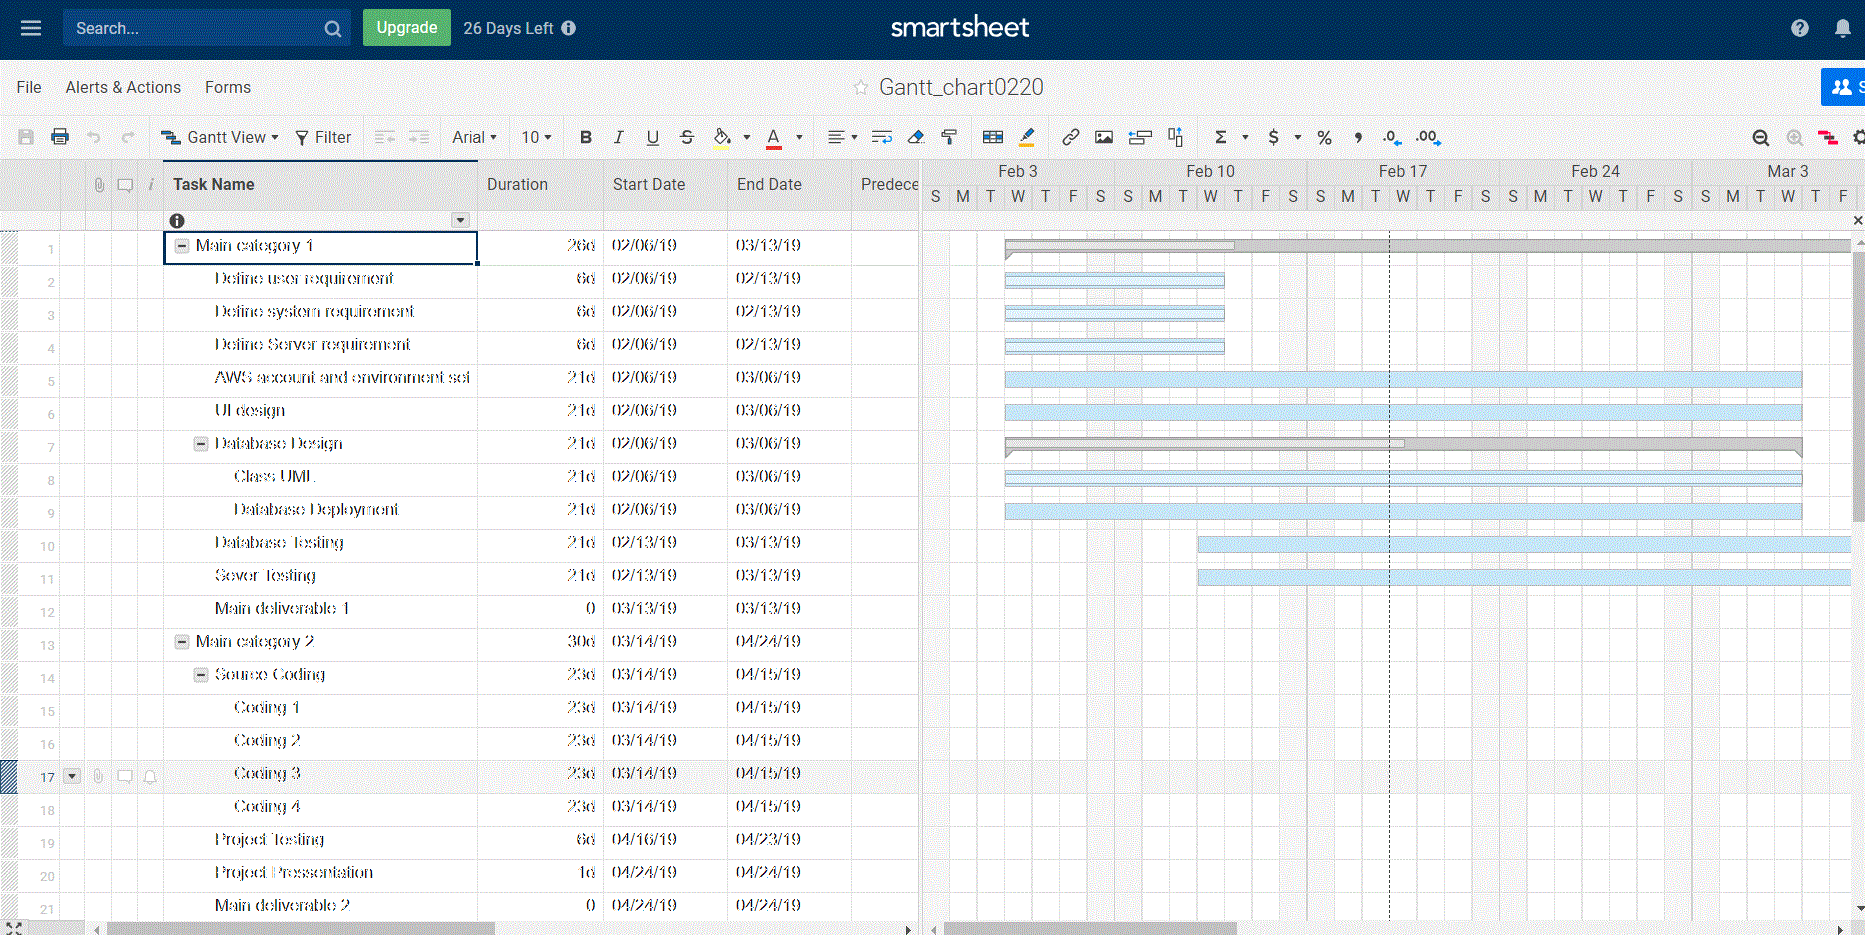 Search...
Upgrade
26 Days Left
smartsheet
File
Alerts & Actions
Forms
Gantt_chart0220
Gantt View
Filter
Arial
10
B I U S A Σ $ % , .0 .00
Task Name Duration Start Date End Date Predece
Feb 3 Feb 10 Feb 17 Feb 24 Mar 3
S M T W T F S S M T W T F S S M T W T F S S M T W T F S S M T W T F
1 Main category 1 26d 02/06/19 03/13/19
2 Define user requirement 6d 02/06/19 02/13/19
3 Define system requirement 6d 02/06/19 02/13/19
4 Define Server requirement 6d 02/06/19 02/13/19
5 AWS account and environment set 21d 02/06/19 03/06/19
6 UI design 21d 02/06/19 03/06/19
7 Database Design 21d 02/06/19 03/06/19
8 Class UML 21d 02/06/19 03/06/19
9 Database Deployment 21d 02/06/19 03/06/19
10 Database Testing 21d 02/13/19 03/13/19
11 Sever Testing 21d 02/13/19 03/13/19
12 Main deliverable 1 0 03/13/19 03/13/19
13 Main category 2 30d 03/14/19 04/24/19
14 Source Coding 23d 03/14/19 04/15/19
15 Coding 1 23d 03/14/19 04/15/19
16 Coding 2 23d 03/14/19 04/15/19
17 Coding 3 23d 03/14/19 04/15/19
18 Coding 4 23d 03/14/19 04/15/19
19 Project Testing 6d 04/16/19 04/23/19
20 Project Pressentation 1d 04/24/19 04/24/19
21 Main deliverable 2 0 04/24/19 04/24/19